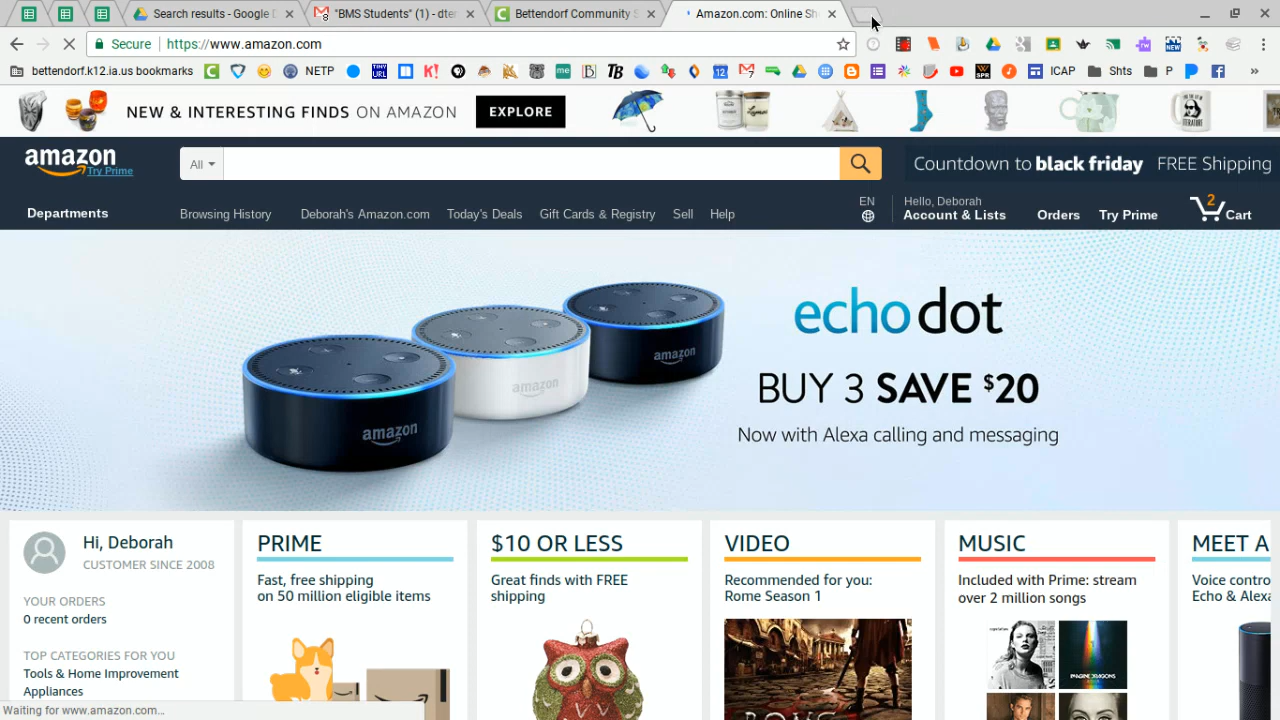 Search results - Google D
"BMS Students" (1) - dter
Bettendorf Community S
Amazon.com: Online Sh
Secure
https://www.amazon.com
bettendorf.k12.ia.us bookmarks
NETP
ICAP
Shts
P
NEW & INTERESTING FINDS ON AMAZON
EXPLORE
amazon
Try Prime
All
Countdown to black friday FREE Shipping
Departments
Browsing History
Deborah's Amazon.com
Today's Deals
Gift Cards & Registry
Sell
Help
EN
Hello, Deborah
Account & Lists
Orders
Try Prime
2
Cart
amazon
amazon
amazon
echo dot
BUY 3 SAVE $20
Now with Alexa calling and messaging
Hi, Deborah
CUSTOMER SINCE 2008
YOUR ORDERS
0 recent orders
TOP CATEGORIES FOR YOU
Tools & Home Improvement
Appliances
PRIME
Fast, free shipping
on 50 million eligible items
$10 OR LESS
Great finds with FREE
shipping
VIDEO
Recommended for you:
Rome Season 1
MUSIC
Included with Prime: stream
over 2 million songs
MEET A
Voice contro
Echo & Alexa
Waiting for www.amazon.com...